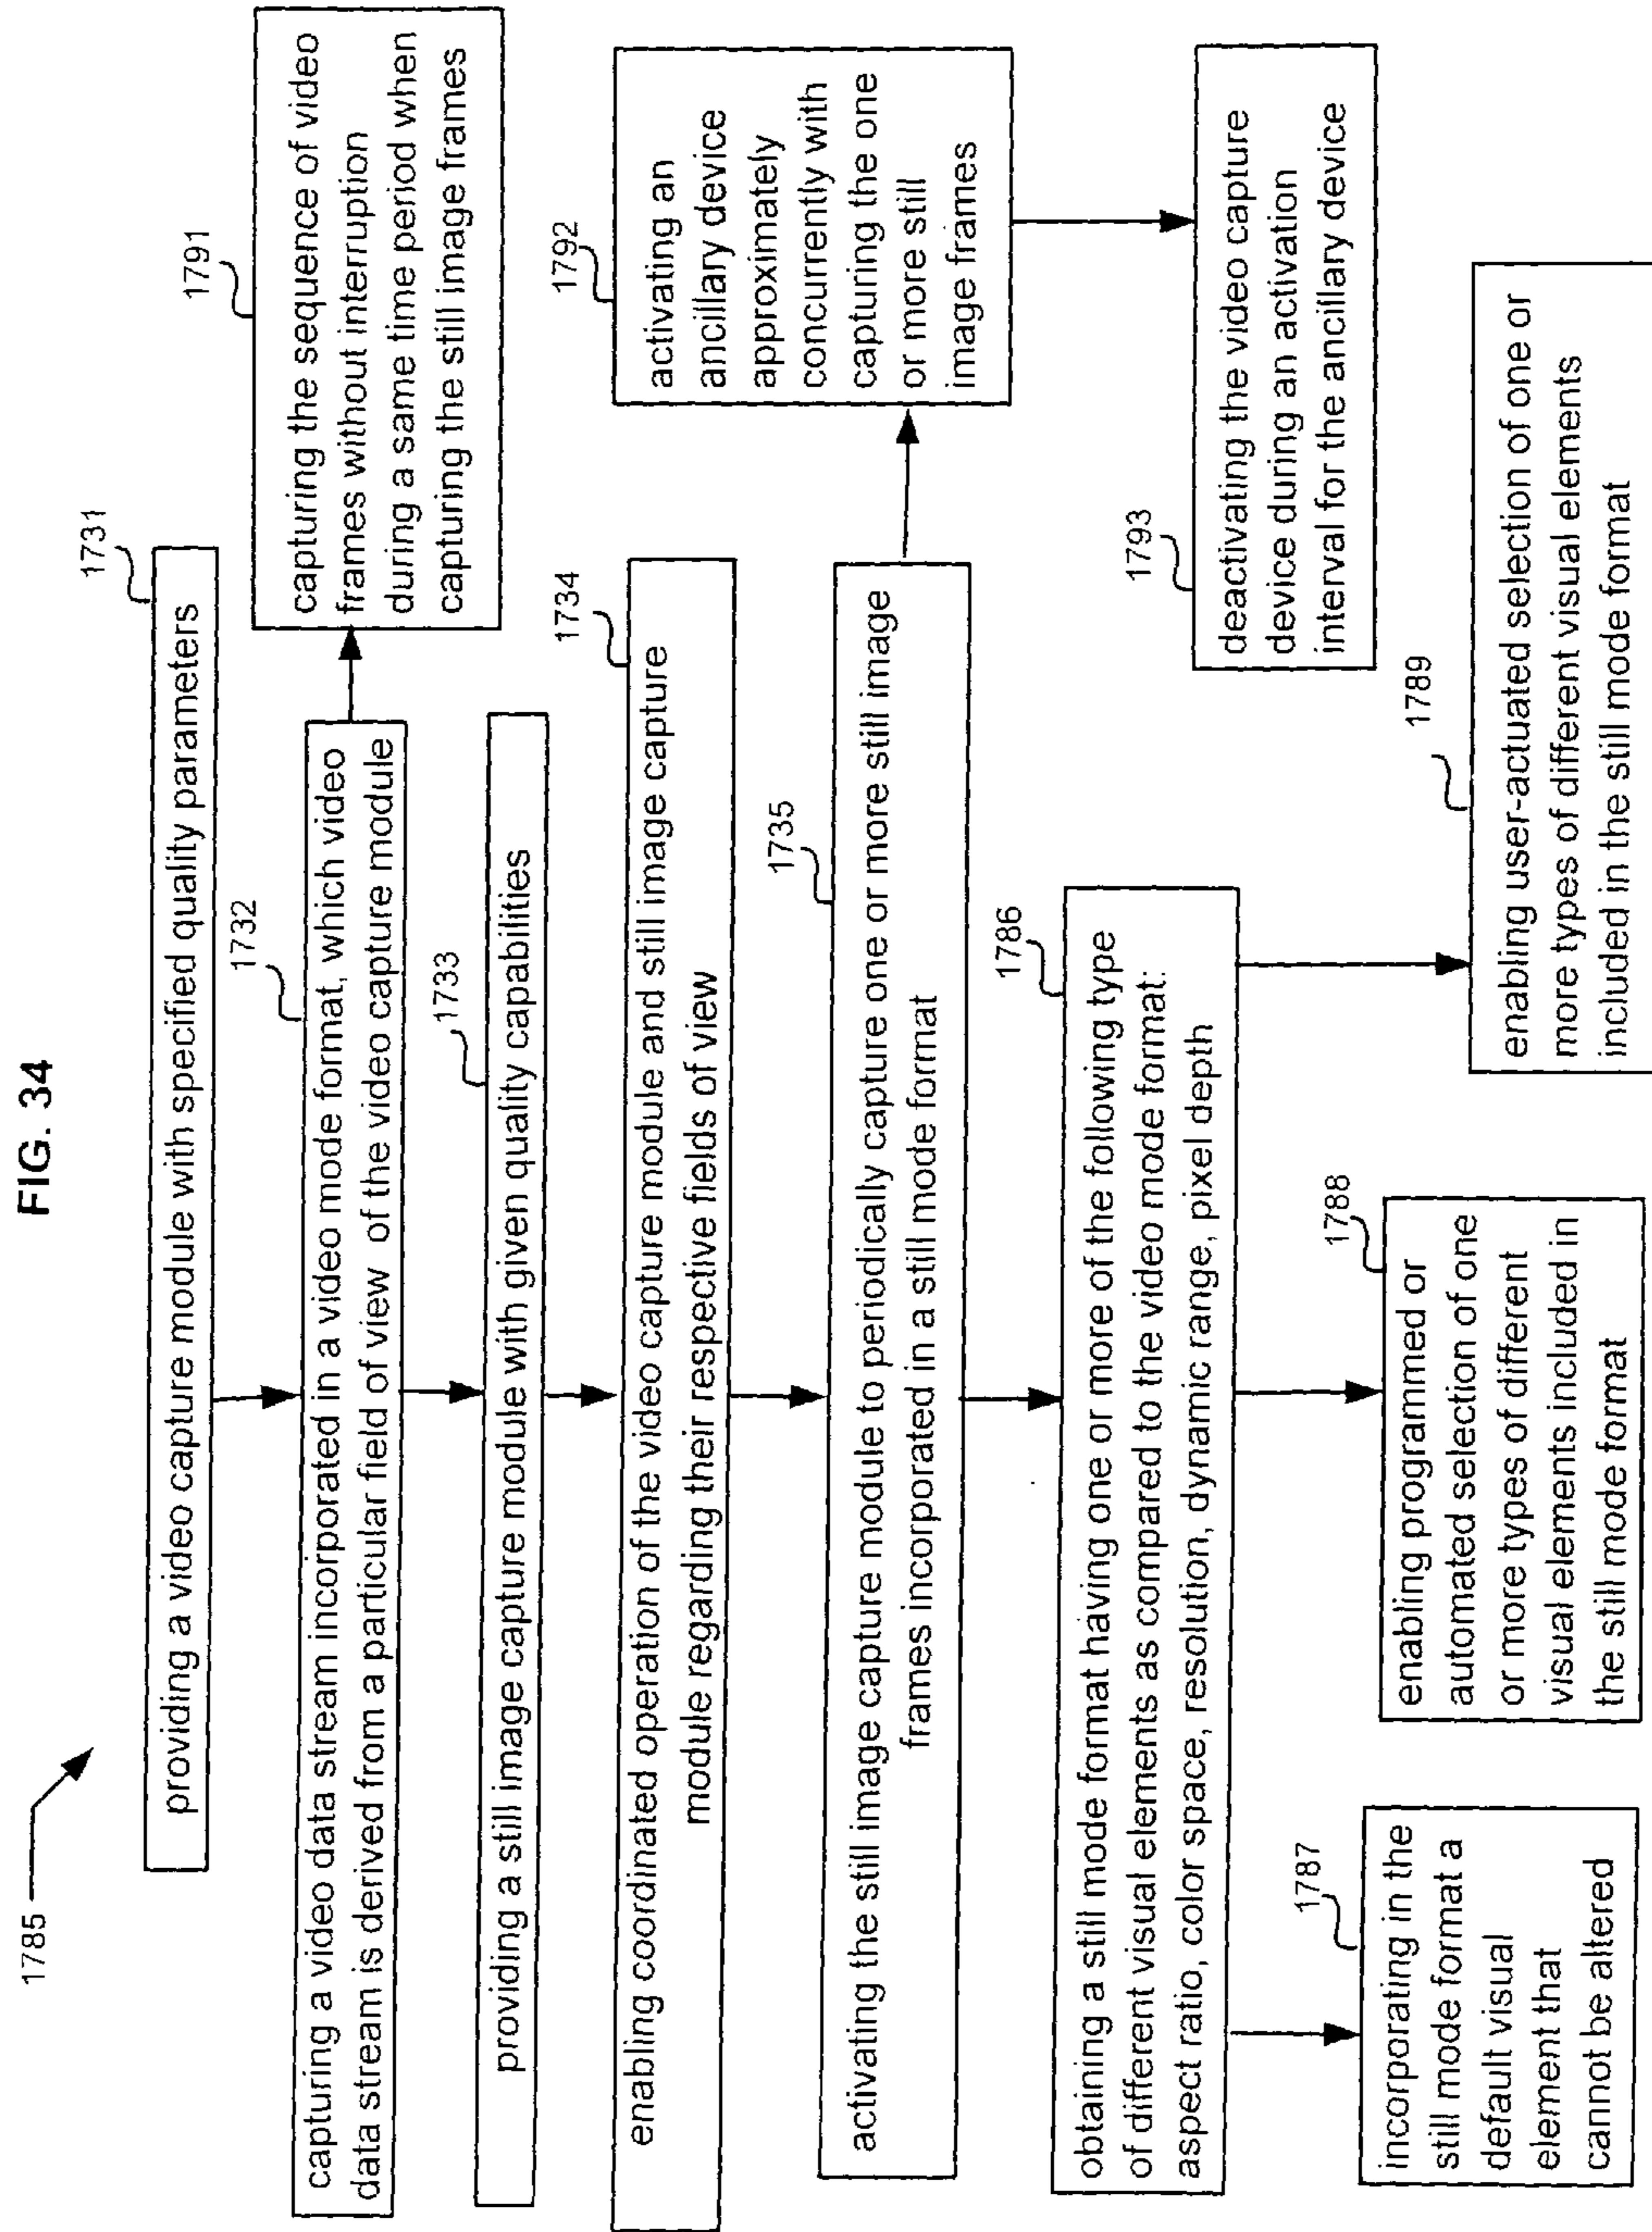 FIG. 34
1785
1731
providing a video capture module with specified quality parameters
1732
capturing a video data stream incorporated in a video mode format, which video
data stream is derived from a particular field of view of the video capture module
1791
capturing the sequence of video
frames without interruption
during a same time period when
capturing the still image frames
1733
providing a still image capture module with given quality capabilities
1734
enabling coordinated operation of the video capture module and still image capture
module regarding their respective fields of view
1735
activating the still image capture module to periodically capture one or more still image
frames incorporated in a still mode format
1792
activating an
ancillary device
approximately
concurrently with
capturing the one
or more still
image frames
1793
deactivating the video capture
device during an activation
interval for the ancillary device
1786
obtaining a still mode format having one or more of the following type
of different visual elements as compared to the video mode format:
aspect ratio, color space, resolution, dynamic range, pixel depth
1787
incorporating in the
still mode format a
default visual
element that
cannot be altered
1788
enabling programmed or
automated selection of one
or more types of different
visual elements included in
the still mode format
1789
enabling user-actuated selection of one or
more types of different visual elements
included in the still mode format